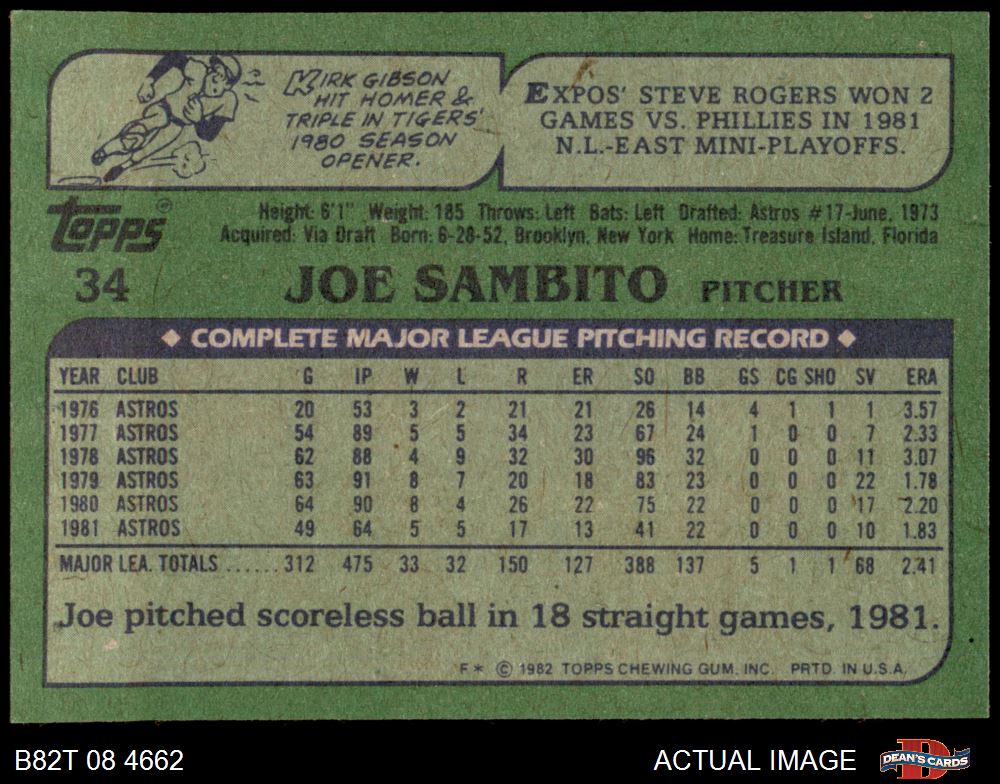 KIRK GIBSON
HIT HOMER &
TRIPLE IN TIGERS'
1980 SEASON
OPENER.
EXPOS' STEVE ROGERS WON 2
GAMES VS. PHILLIES IN 1981
N.L.-EAST MINI-PLAYOFFS.
Topps®
Height: 6'1" Weight: 185 Throws: Left Bats: Left Drafted: Astros #17-June, 1973
Acquired: Via Draft Born: 6-28-52, Brooklyn, New York Home: Treasure Island, Florida
34 JOE SAMBITO PITCHER
◆ COMPLETE MAJOR LEAGUE PITCHING RECORD ◆
YEAR CLUB G IP W L R ER SO BB GS CG SHO SV ERA
1976 ASTROS 20 53 3 2 21 21 26 14 4 1 1 1 3.57
1977 ASTROS 54 89 5 5 34 23 67 24 1 0 0 7 2.33
1978 ASTROS 62 88 4 9 32 30 96 32 0 0 0 11 3.07
1979 ASTROS 63 91 8 7 20 18 83 23 0 0 0 22 1.78
1980 ASTROS 64 90 8 4 26 22 75 22 0 0 0 17 2.20
1981 ASTROS 49 64 5 5 17 13 41 22 0 0 0 10 1.83
MAJOR LEA. TOTALS ...... 312 475 33 32 150 127 388 137 5 1 1 68 2.41
Joe pitched scoreless ball in 18 straight games, 1981.
F* © 1982 TOPPS CHEWING GUM. INC. PRTD. IN U.S.A.
B82T 08 4662
ACTUAL IMAGE
DEAN'S CARDS